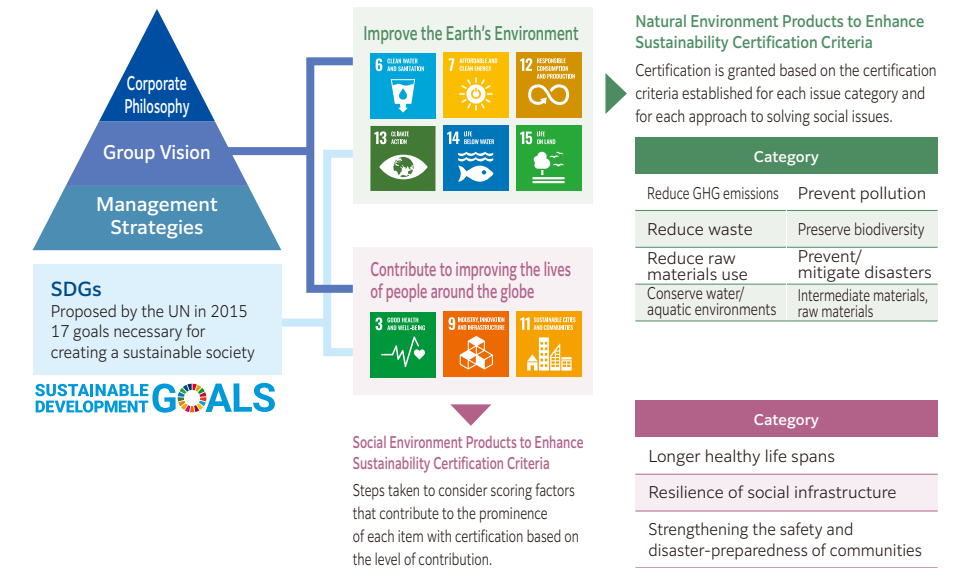 Corporate
Philosophy
Group Vision
Management
Strategies
SDGs
Proposed by the UN in 2015
17 goals necessary for
creating a sustainable society
SUSTAINABLE
DEVELOPMENT
GOALS
Improve the Earth's Environment
6 CLEAN WATER
AND SANITATION
7 AFFORDABLE AND
CLEAN ENERGY
12 RESPONSIBLE
CONSUMPTION
AND PRODUCTION
13 CLIMATE
ACTION
14 LIFE
BELOW WATER
15 LIFE
ON LAND
Contribute to improving the lives
of people around the globe
3 GOOD HEALTH
AND WELL-BEING
9 INDUSTRY, INNOVATION
AND INFRASTRUCTURE
11 SUSTAINABLE CITIES
AND COMMUNITIES
Social Environment Products to Enhance
Sustainability Certification Criteria
Steps taken to consider scoring factors
that contribute to the prominence
of each item with certification based on
the level of contribution.
Natural Environment Products to Enhance
Sustainability Certification Criteria
Certification is granted based on the certification
criteria established for each issue category and
for each approach to solving social issues.
Category
Reduce GHG emissions
Prevent pollution
Reduce waste
Preserve biodiversity
Reduce raw
materials use
Prevent/
mitigate disasters
Conserve water/
aquatic environments
Intermediate materials,
raw materials
Category
Longer healthy life spans
Resilience of social infrastructure
Strengthening the safety and
disaster-preparedness of communities